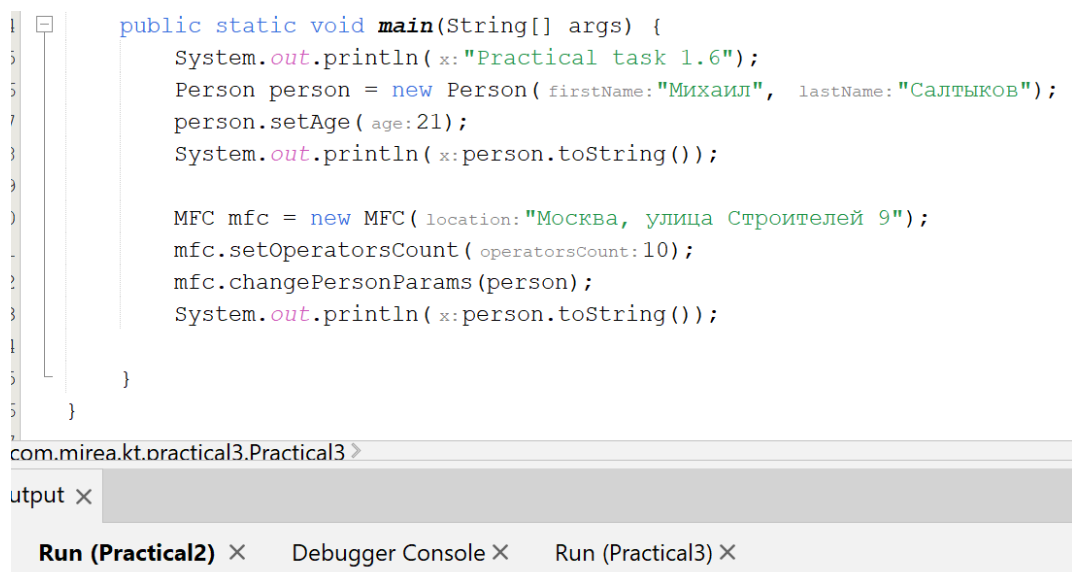 public static void main(String[] args) {
System.out.println( x: "Practical task 1.6");
Person person = new Person( firstName: "Михаил", lastName: "Салтыков");
person.setAge( age: 21);
System.out.println( x: person.toString());
MFC mfc = new MFC( location: "Москва, улица Строителей 9");
mfc.setOperatorsCount( operatorsCount: 10);
mfc.changePersonParams(person);
System.out.println( x: person.toString());
}
}
com.mirea.kt.practical3.Practical3
utput
Run (Practical2) Debugger Console Run (Practical3)